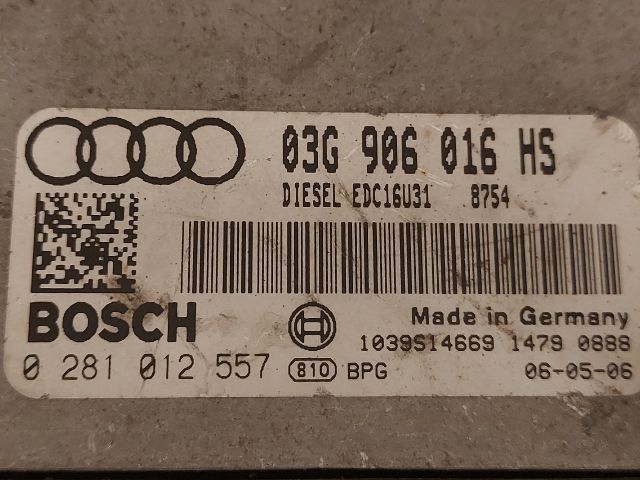 03G 906 016 HS
DIESEL EDC16U31 8754
BOSCH
Made in Germany
1039S14669 1479 0888
0 281 012 557 810 BPG 06-05-06